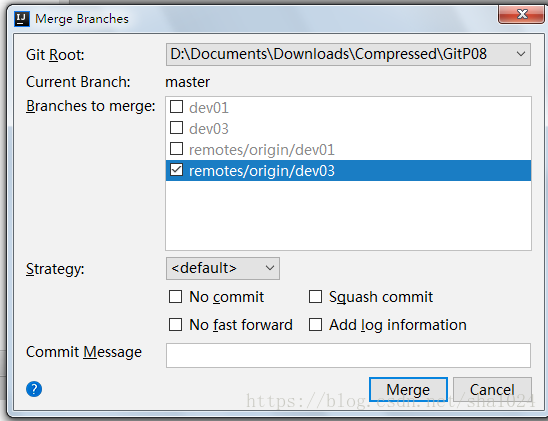 Merge Branches
Git Root: D:\Documents\Downloads\Compressed\GitP08
Current Branch: master
Branches to merge: dev01
dev03
remotes/origin/dev01
remotes/origin/dev03
Strategy: <default>
No commit Squash commit
No fast forward Add log information
Commit Message
? Merge Cancel
https://blog.csdn.net/sha1024